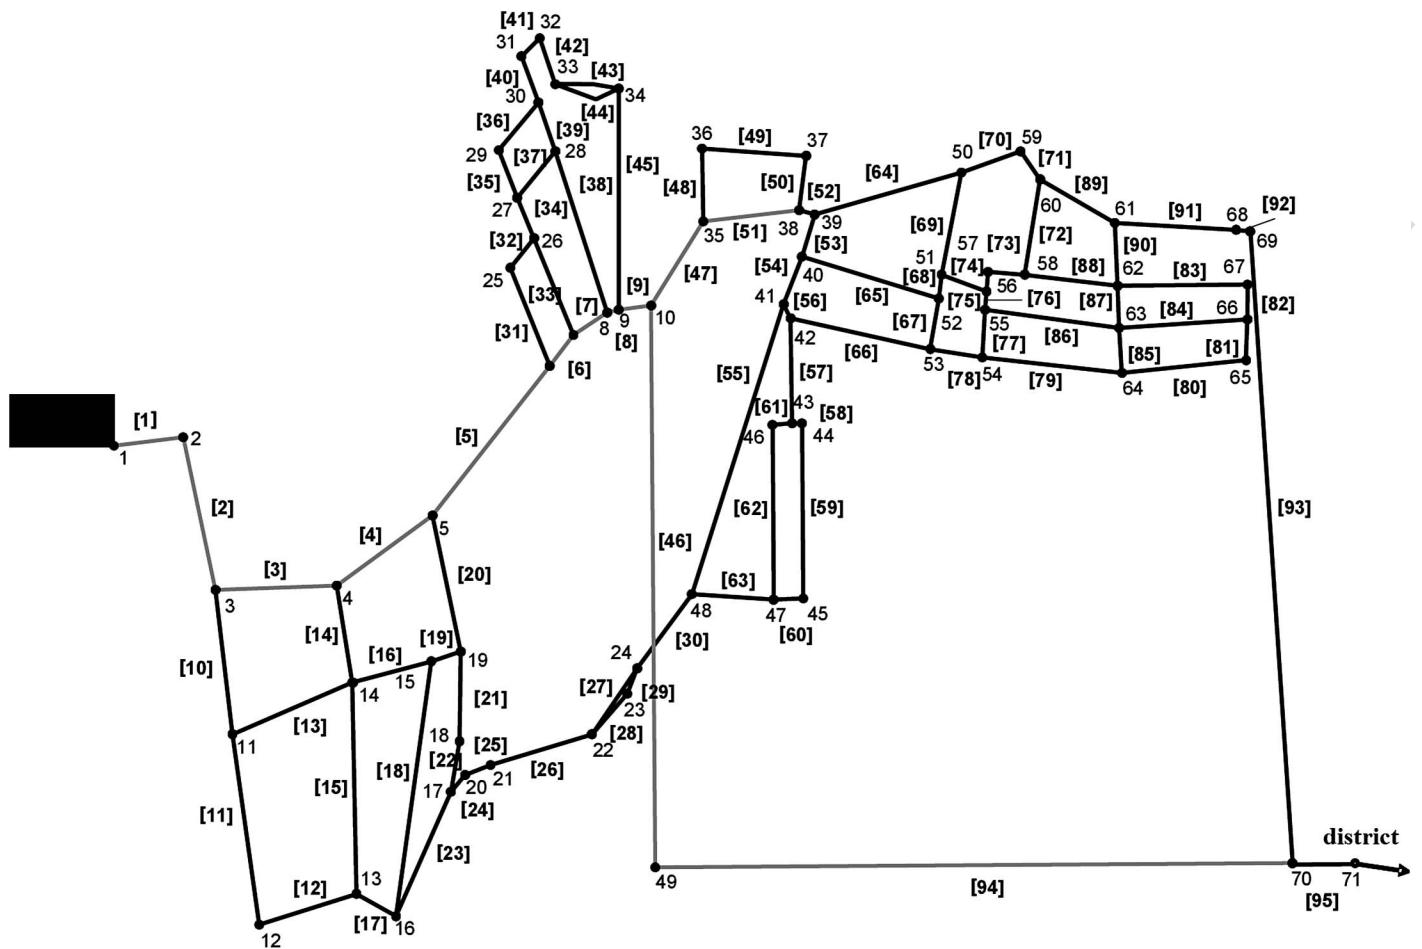 [41] 32
31 [42]
33 [43]
[40]
30 34
[44]
[36] [39]
36 [49] 37
29 [37] 28
[45] [35] [38] [48] [50] [52]
27 [34]
[32] 26
25 [33]
[31]
[7] [9] 8 9 [8] 10
[6]
[47]
35 [51] 38 39
[64] 50 [70] 59
[71]
[89]
60 61 [91] 68 [92]
69
[69] 57 [73] [72] [90]
[53]
[54] 40 51 [74] 58 [88] 62 [83] 67
[68] 56
41 [56] [65] [75] [76] [87] [82]
[67] 52 55 63 [84] 66
42 [86]
[66] [77] [85] [81]
53 54 64 65
[55] [57] [78] [79] [80]
[61] 43 [58]
46 44
[1]
1 2
[5]
[2] [62] [59] [93]
[4] 5
[46]
[3] [20]
3 4
[63]
48 47 45
[60]
[14] [19] [30]
[16] 19 24
[10] 15
14 [27] [29]
[21] 23
[13] 18 22 [28]
11 [25]
[22] [26]
[18] 20 21
[15] 17
[24]
[11]
[23]
district
[12] 13
49 [94] 70 71
[95]
[17] 16
12